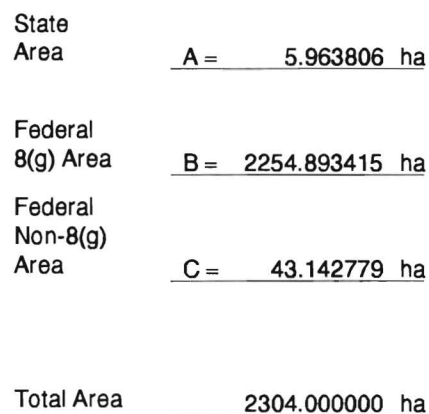 State
Area A = 5.963806 ha
Federal
8(g) Area B = 2254.893415 ha
Federal
Non-8(g)
Area C = 43.142779 ha
Total Area 2304.000000 ha